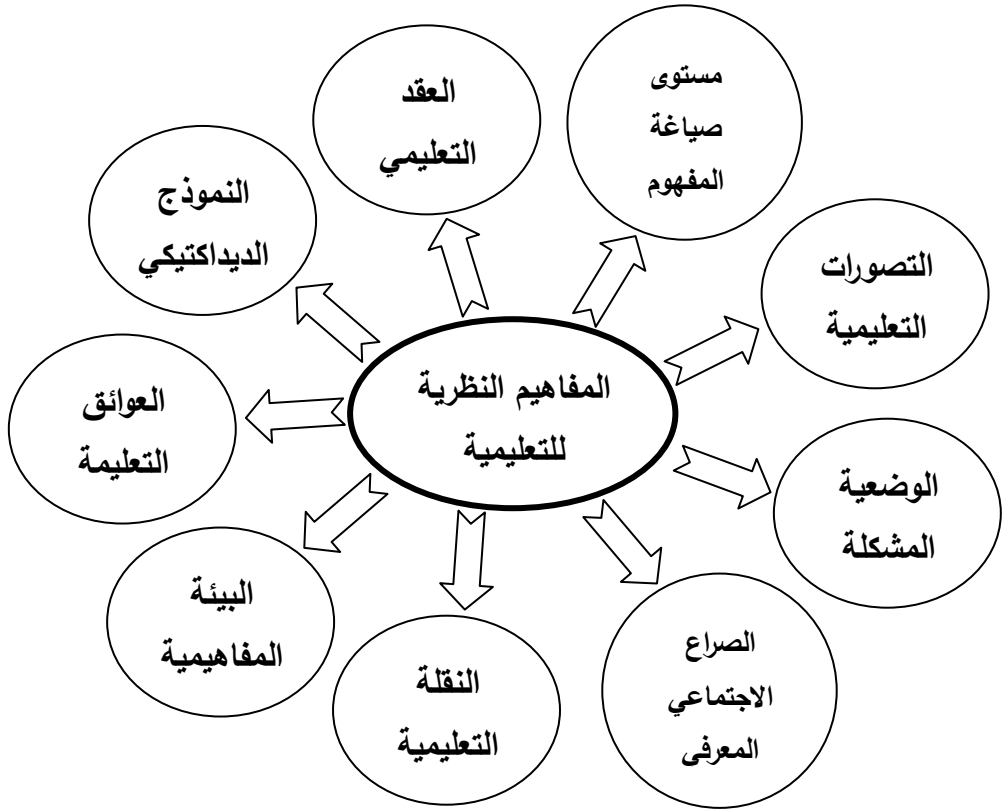 مستوى
صياغة
المفهوم
العقد
التعليمي
النموذج
الديداكتيكي
التصورات
التعليمية
المفاهيم النظرية
للتعليمية
العوائق
التعليمة
الوضعية
المشكلة
البيئة
المفاهيمية
الصراع
الاجتماعي
المعرفى
النقلة
التعليمية